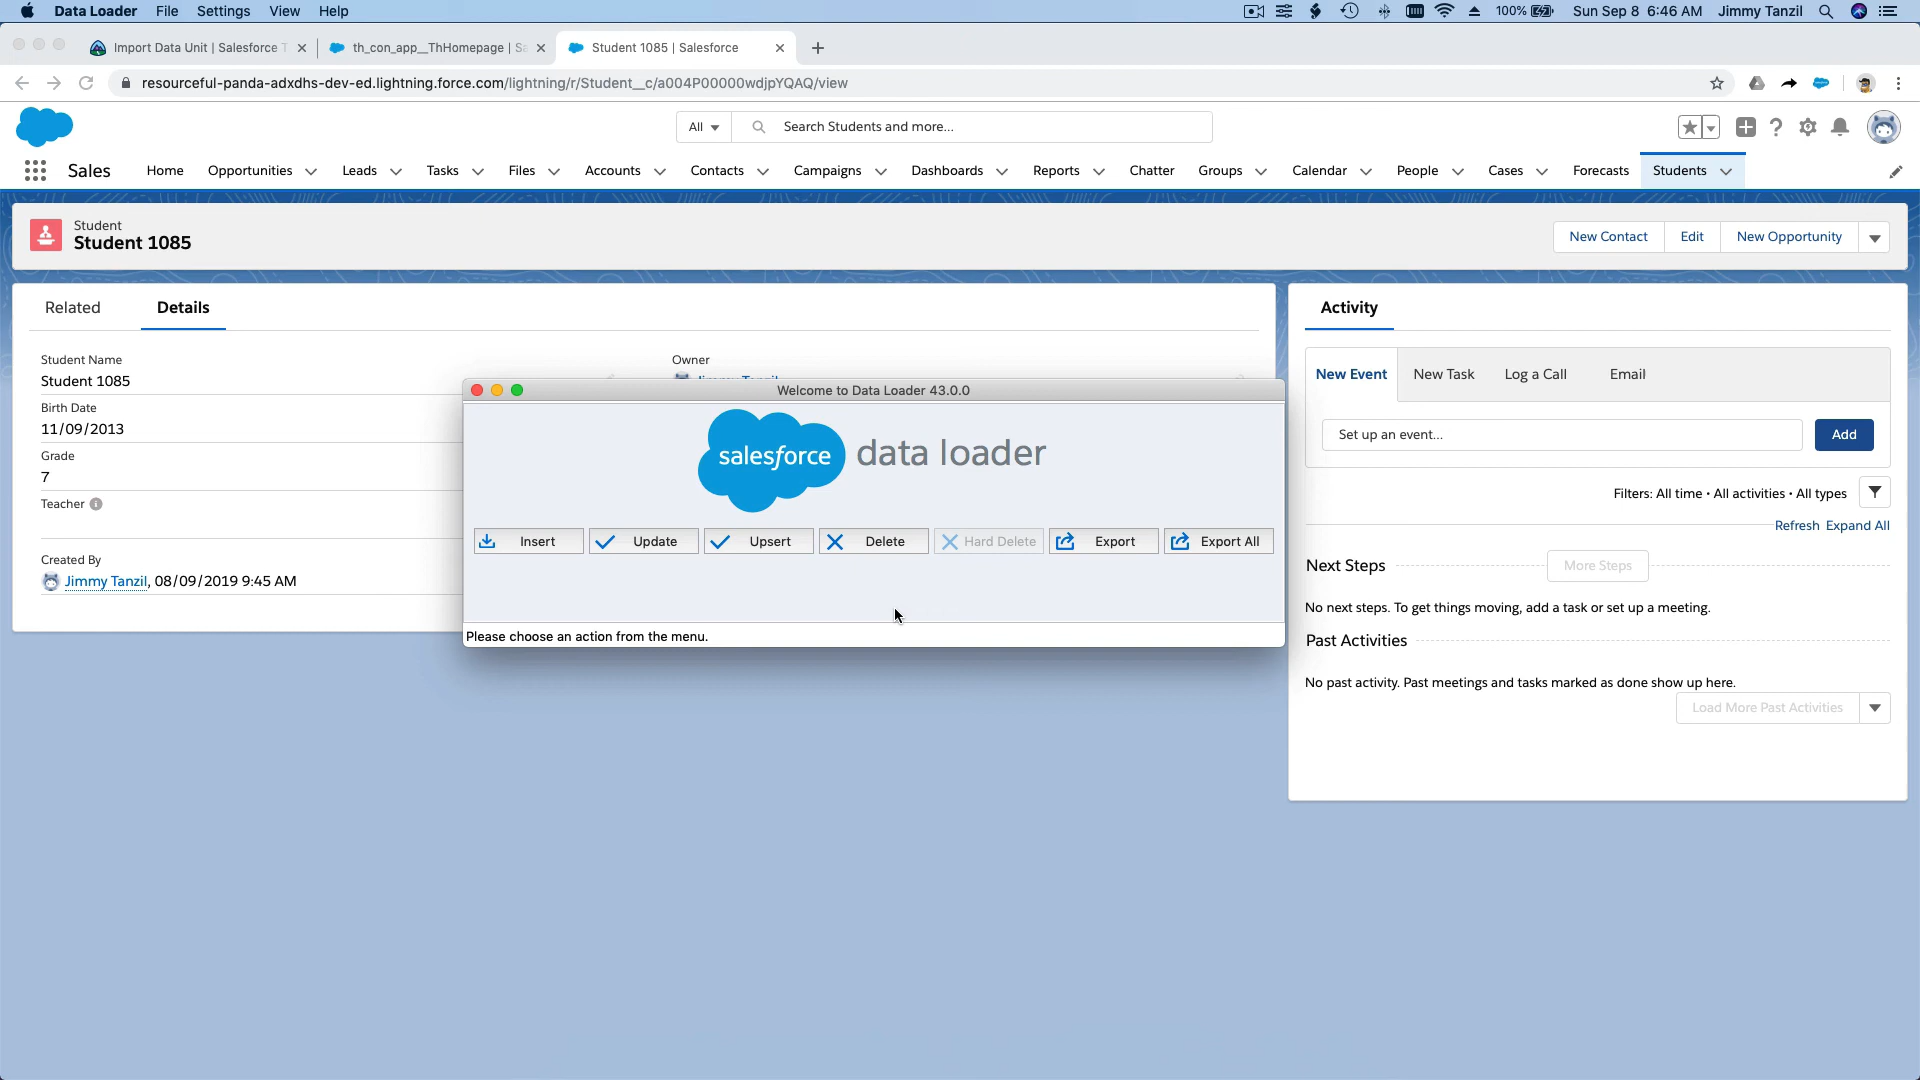 Data Loader File Settings View Help 100% Sun Sep 8 6:46 AM Jimmy Tanzil
Import Data Unit | Salesforce T th_con_app__ThHomepage | Sa Student 1085 | Salesforce
resourceful-panda-adxdhs-dev-ed.lightning.force.com/lightning/r/Student__c/a004P00000wdjpYQAQ/view
All Search Students and more...
Sales Home Opportunities Leads Tasks Files Accounts Contacts Campaigns Dashboards Reports Chatter Groups Calendar People Cases Forecasts Students
Student
Student 1085
New Contact Edit New Opportunity
Related Details
Student Name
Student 1085
Birth Date
11/09/2013
Grade
7
Teacher
Created By
Jimmy Tanzil, 08/09/2019 9:45 AM
Owner
Welcome to Data Loader 43.0.0
salesforce data loader
Insert Update Upsert Delete Hard Delete Export Export All
Please choose an action from the menu.
Activity
New Event New Task Log a Call Email
Set up an event... Add
Filters: All time • All activities • All types
Refresh Expand All
Next Steps More Steps
No next steps. To get things moving, add a task or set up a meeting.
Past Activities
No past activity. Past meetings and tasks marked as done show up here.
Load More Past Activities